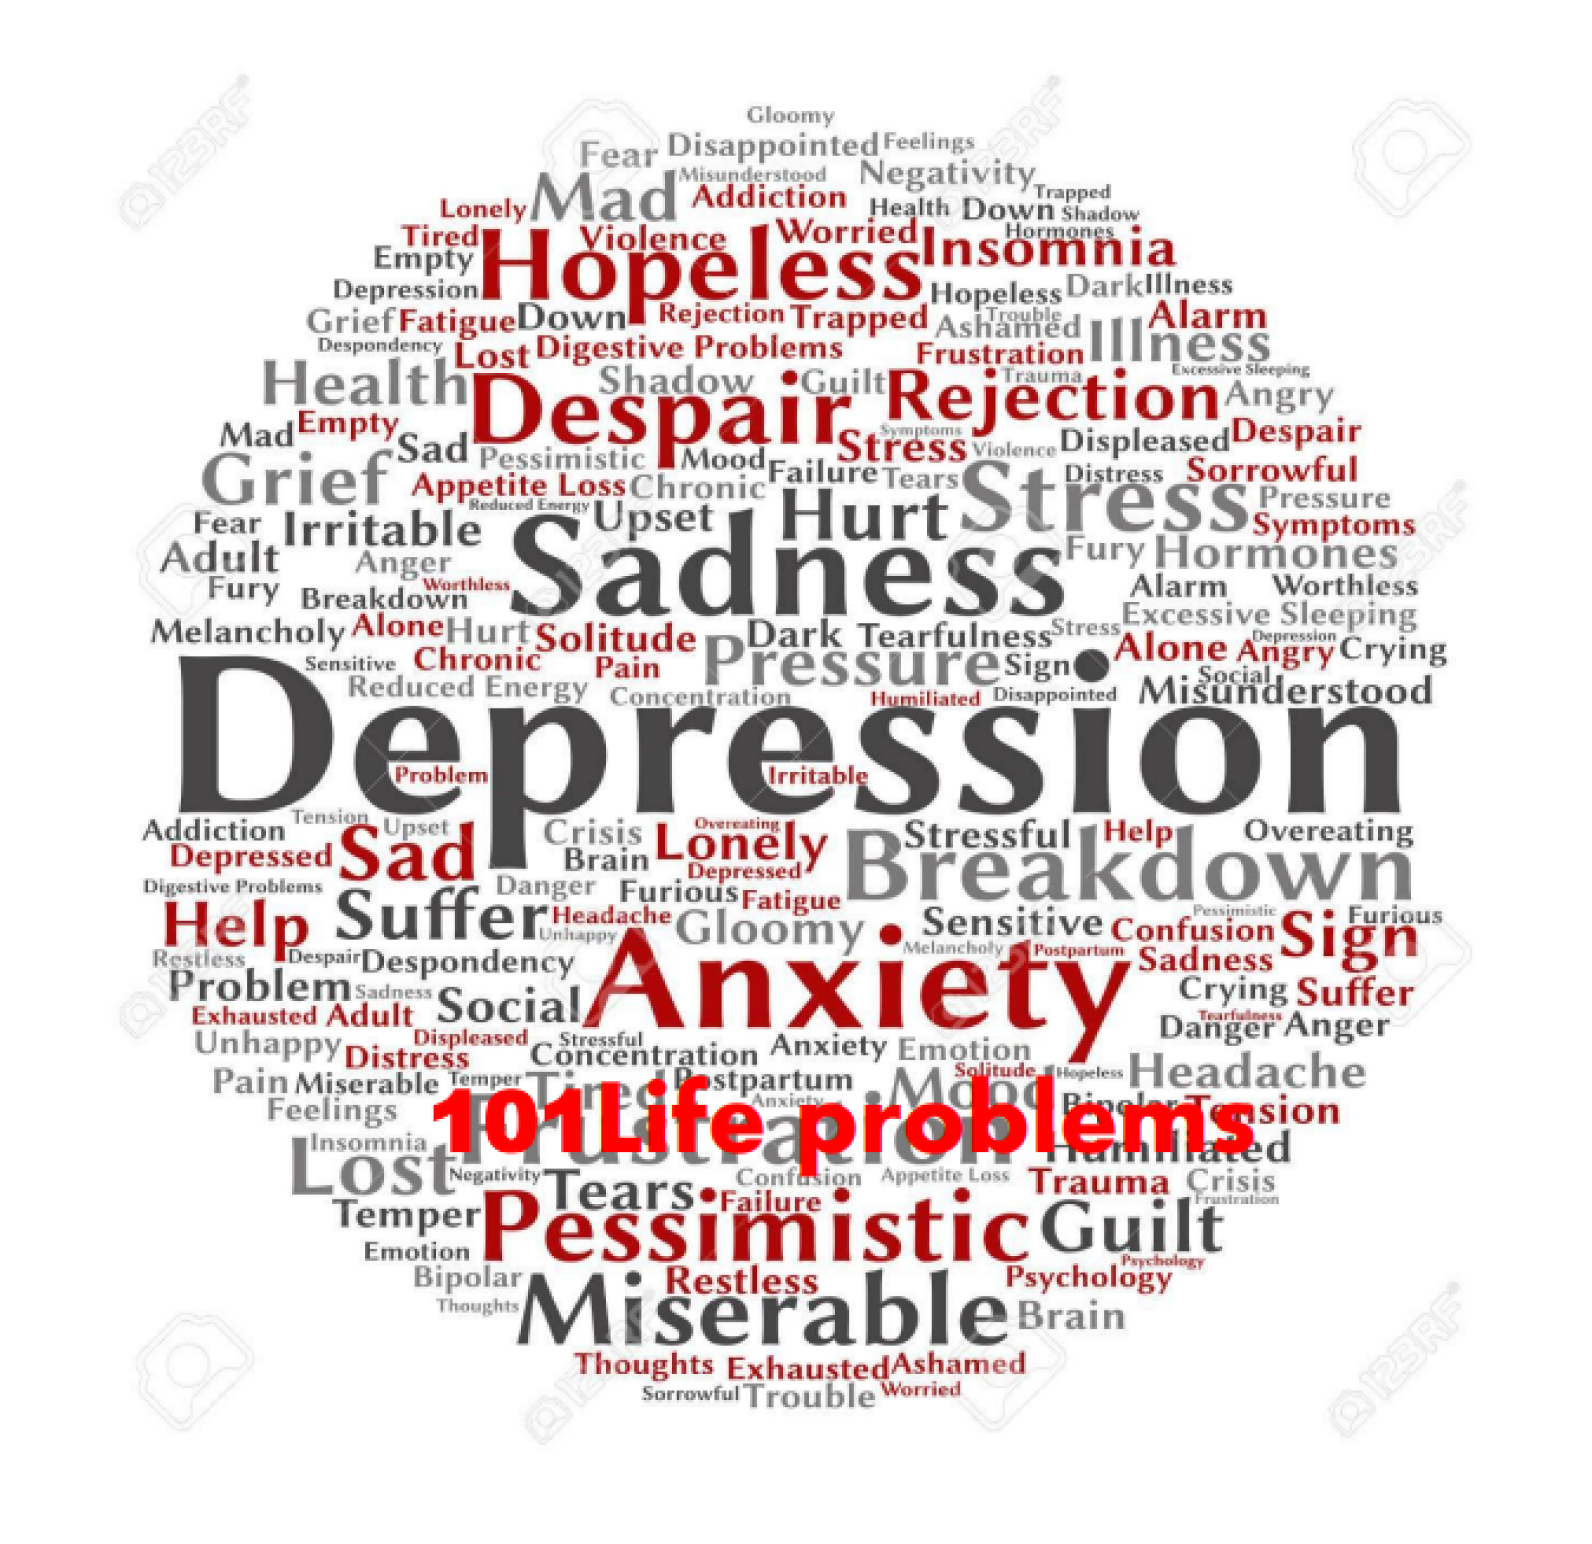 Gloomy
Fear Disappointed Feelings
Misunderstood Negativity
Mad Addiction Trapped
Lonely Health Down Shadow
Tired Violence Worried Hormones
Empty Hopeless Insomnia
Depression Hopeless Dark Illness
Grief Fatigue Down Rejection Trapped Trouble Ashamed Alarm
Despondency Lost Digestive Problems Frustration Illness
Health Shadow Guilt Trauma Excessive Sleeping
Despair Rejection Angry
Mad Empty Sad Stress Symptoms Violence Displeased Despair
Grief Pessimistic Mood Failure Tears Distress Sorrowful
Appetite Loss Chronic Stress Pressure
Reduced Energy
Fear Irritable Upset Hurt Symptoms
Adult Anger Sadness Fury Hormones
Fury Breakdown Worthless Alarm Worthless
Excessive Sleeping
Melancholy Alone Hurt Solitude Dark Tearfulness Stress Depression
Sensitive Chronic Pain Pressure Sign Alone Angry Crying
Reduced Energy Concentration Humiliated Disappointed Social Misunderstood
Depression
Problem Irritable
Addiction Tension Upset Crisis Overeating Stressful Help Overeating
Depressed Sad Brain Lonely Depressed Breakdown
Digestive Problems Danger Furious Fatigue
Help Suffer Headache Gloomy Sensitive Confusion Pessimistic Sign Furious
Unhappy
Restless Despair Despondency Anxiety Melancholy Postpartum Sadness
Problem Sadness Social Crying Suffer
Exhausted Adult Tearfulness Danger Anger
Unhappy Distress Displeased Stressful Concentration Anxiety Emotion
Pain Miserable Temper Tired Postpartum Mood Solitude Hopeless Headache
Feelings Anxiety Bipolar Tension
101Life problems
Insomnia Frustration Humiliated
Lost Negativity Tears Confusion Appetite Loss Trauma Crisis
Temper Pessimistic Failure Guilt Frustration
Emotion Psychology
Bipolar Restless Psychology
Thoughts Miserable Brain
Thoughts Exhausted Ashamed
Sorrowful Trouble Worried
123RF